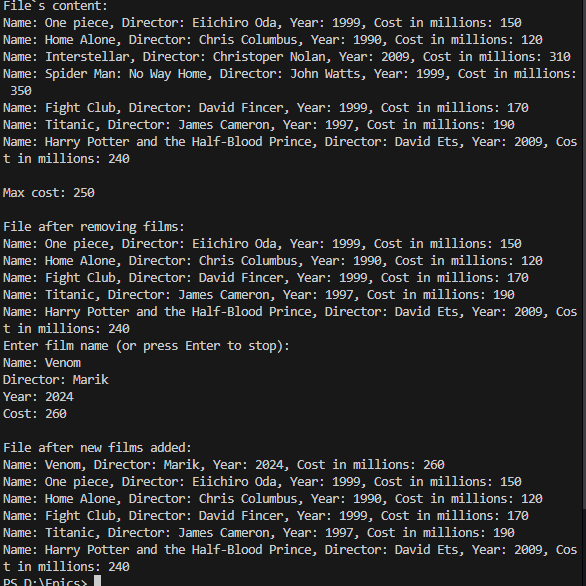 File`s content:
Name: One piece, Director: Eiichiro Oda, Year: 1999, Cost in millions: 150
Name: Home Alone, Director: Chris Columbus, Year: 1990, Cost in millions: 120
Name: Interstellar, Director: Christoper Nolan, Year: 2009, Cost in millions: 310
Name: Spider Man: No Way Home, Director: John Watts, Year: 1999, Cost in millions:
350
Name: Fight Club, Director: David Fincer, Year: 1999, Cost in millions: 170
Name: Titanic, Director: James Cameron, Year: 1997, Cost in millions: 190
Name: Harry Potter and the Half-Blood Prince, Director: David Ets, Year: 2009, Cos
t in millions: 240
Max cost: 250
File after removing films:
Name: One piece, Director: Eiichiro Oda, Year: 1999, Cost in millions: 150
Name: Home Alone, Director: Chris Columbus, Year: 1990, Cost in millions: 120
Name: Fight Club, Director: David Fincer, Year: 1999, Cost in millions: 170
Name: Titanic, Director: James Cameron, Year: 1997, Cost in millions: 190
Name: Harry Potter and the Half-Blood Prince, Director: David Ets, Year: 2009, Cos
t in millions: 240
Enter film name (or press Enter to stop):
Name: Venom
Director: Marik
Year: 2024
Cost: 260
File after new films added:
Name: Venom, Director: Marik, Year: 2024, Cost in millions: 260
Name: One piece, Director: Eiichiro Oda, Year: 1999, Cost in millions: 150
Name: Home Alone, Director: Chris Columbus, Year: 1990, Cost in millions: 120
Name: Fight Club, Director: David Fincer, Year: 1999, Cost in millions: 170
Name: Titanic, Director: James Cameron, Year: 1997, Cost in millions: 190
Name: Harry Potter and the Half-Blood Prince, Director: David Ets, Year: 2009, Cos
t in millions: 240
PS D:\Epics>